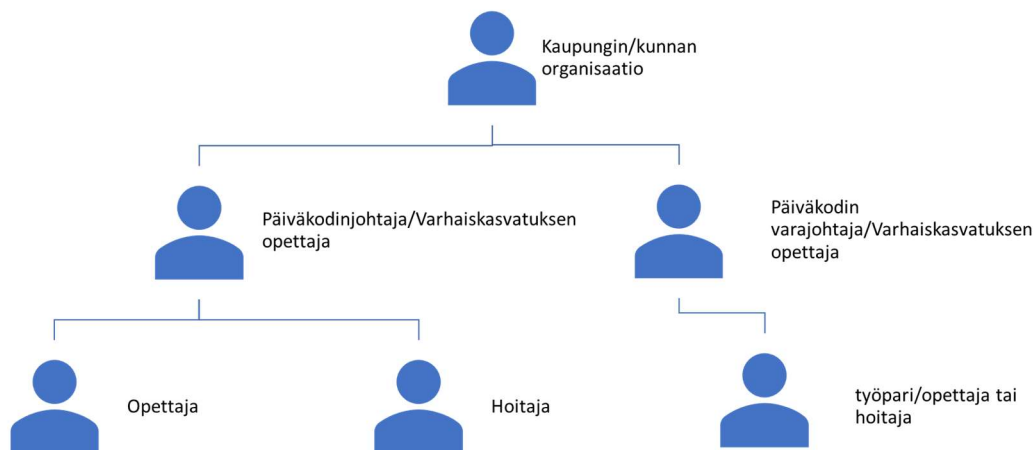 Kaupungin/kunnan
organisaatio
Päiväkodinjohtaja/Varhaiskasvatuksen
opettaja
Päiväkodin
varajohtaja/Varhaiskasvatuksen
opettaja
Opettaja
Hoitaja
työpari/opettaja tai
hoitaja